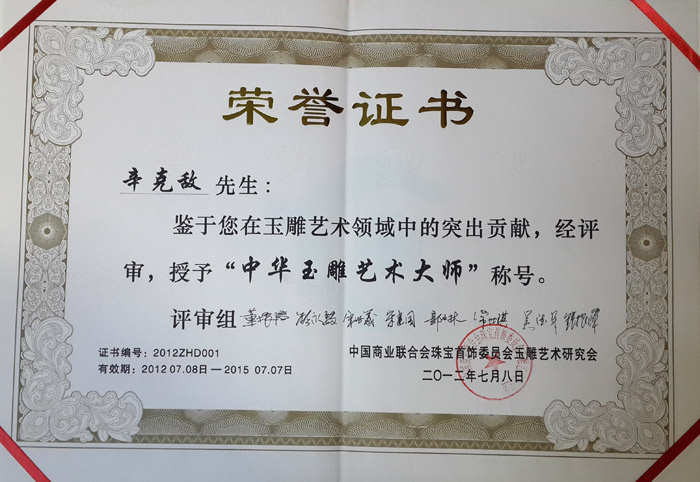 荣誉证书
辛克敌 先生：
鉴于您在玉雕艺术领域中的突出贡献，经评
审，授予“中华玉雕艺术大师”称号。
评审组
证书编号：2012ZHD001
有效期：2012 07.08日—2015 07.07日
中国商业联合会珠宝首饰委员会玉雕艺术研究会
二〇一二年七月八日